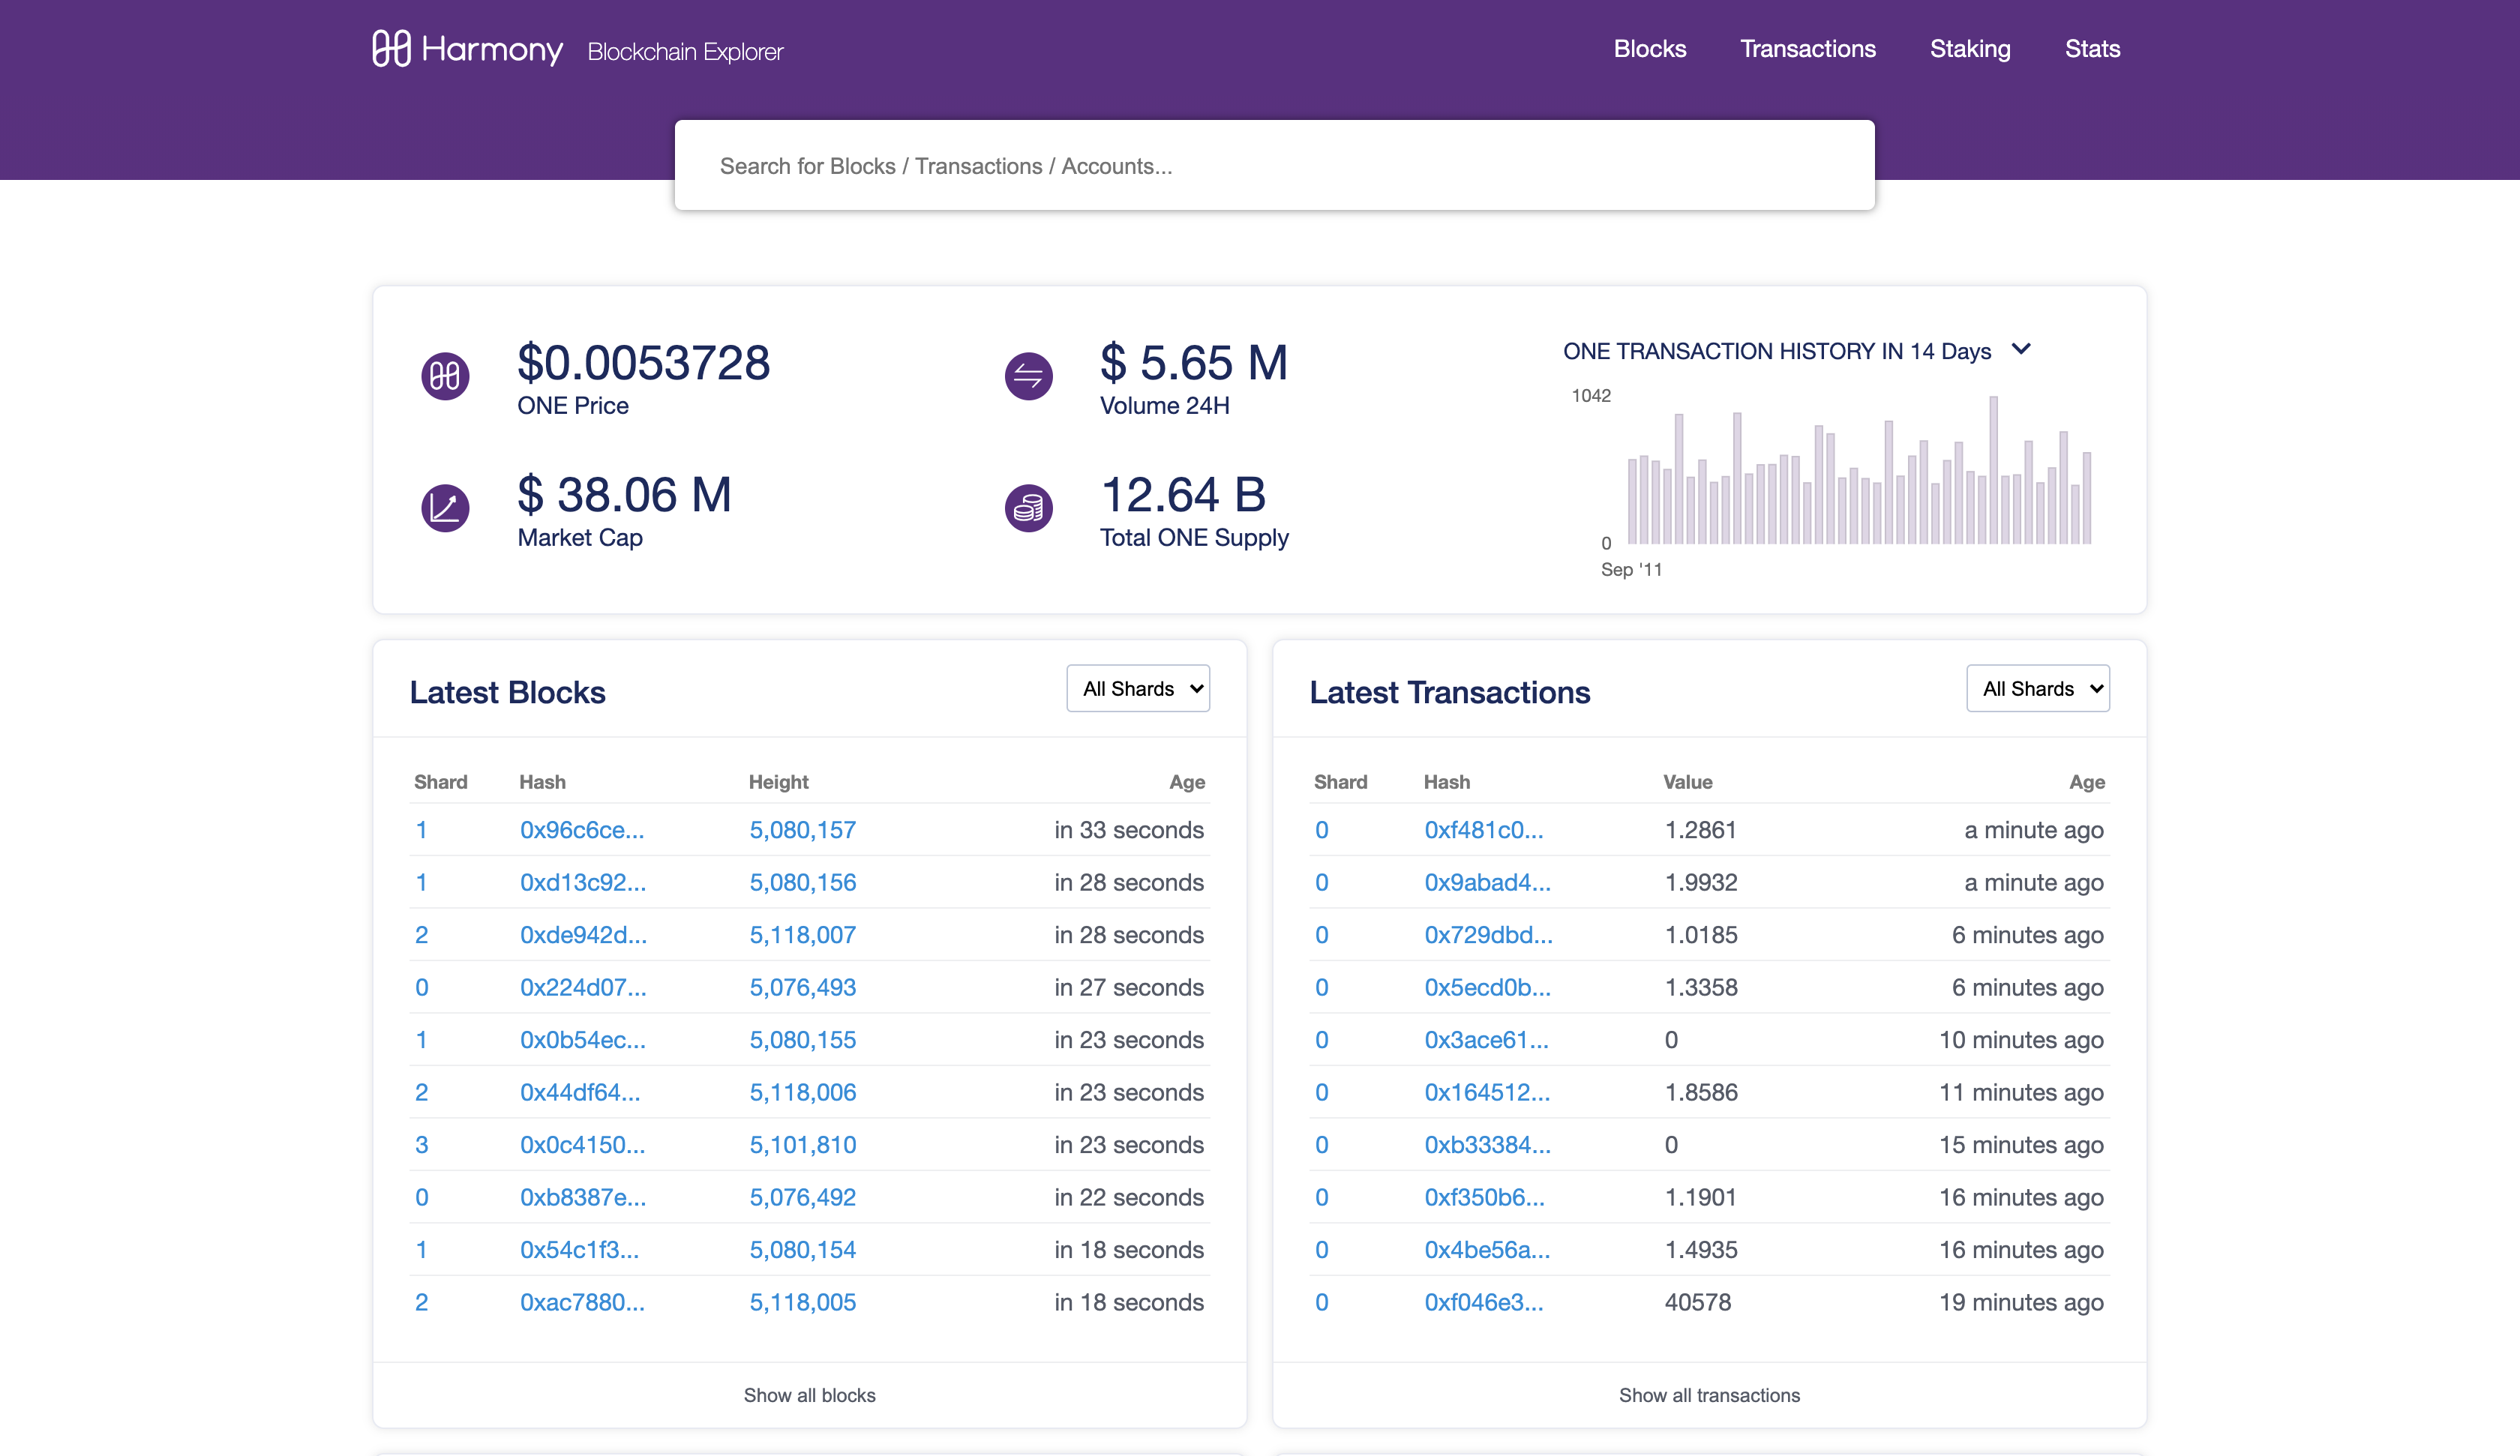 Harmony Blockchain Explorer Blocks Transactions Staking Stats
Search for Blocks / Transactions / Accounts...
$0.0053728
ONE Price
$ 5.65 M
Volume 24H
$ 38.06 M
Market Cap
12.64 B
Total ONE Supply
ONE TRANSACTION HISTORY IN 14 Days
1042
0
Sep '11
Latest Blocks All Shards
Shard Hash Height Age
1 0x96c6ce... 5,080,157 in 33 seconds
1 0xd13c92... 5,080,156 in 28 seconds
2 0xde942d... 5,118,007 in 28 seconds
0 0x224d07... 5,076,493 in 27 seconds
1 0x0b54ec... 5,080,155 in 23 seconds
2 0x44df64... 5,118,006 in 23 seconds
3 0x0c4150... 5,101,810 in 23 seconds
0 0xb8387e... 5,076,492 in 22 seconds
1 0x54c1f3... 5,080,154 in 18 seconds
2 0xac7880... 5,118,005 in 18 seconds
Show all blocks
Latest Transactions All Shards
Shard Hash Value Age
0 0xf481c0... 1.2861 a minute ago
0 0x9abad4... 1.9932 a minute ago
0 0x729dbd... 1.0185 6 minutes ago
0 0x5ecd0b... 1.3358 6 minutes ago
0 0x3ace61... 0 10 minutes ago
0 0x164512... 1.8586 11 minutes ago
0 0xb33384... 0 15 minutes ago
0 0xf350b6... 1.1901 16 minutes ago
0 0x4be56a... 1.4935 16 minutes ago
0 0xf046e3... 40578 19 minutes ago
Show all transactions